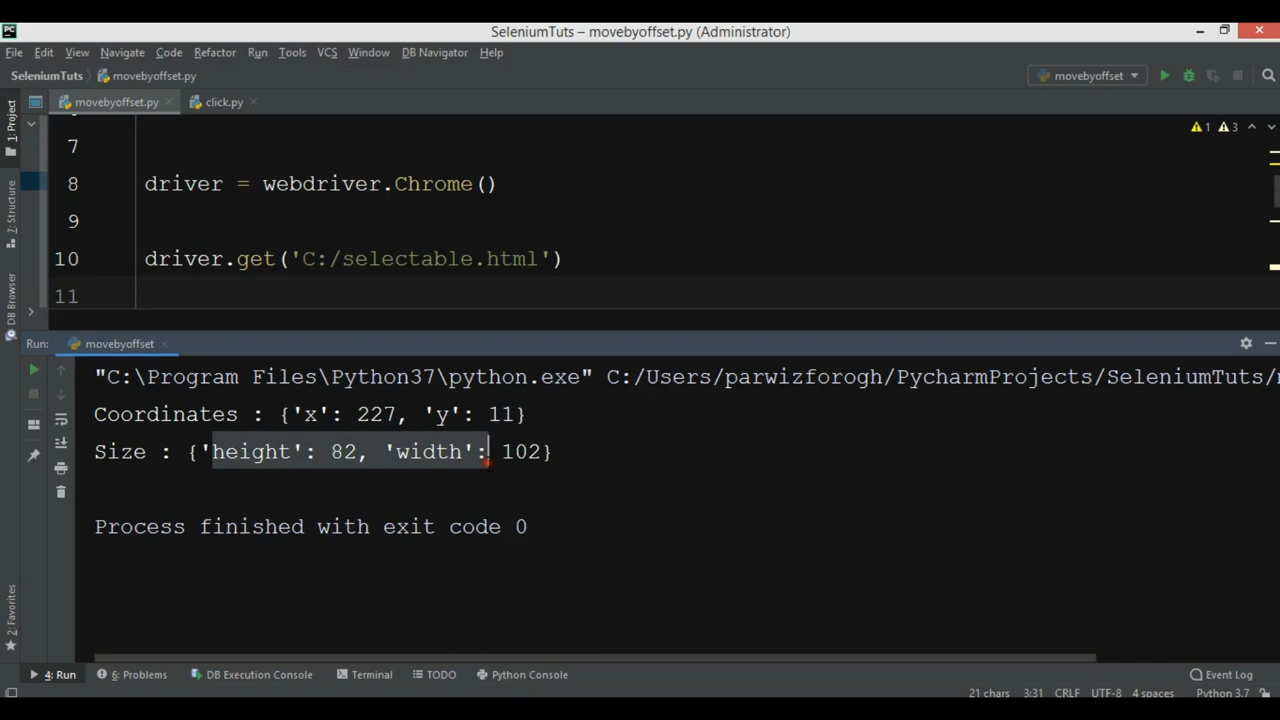 PC
SeleniumTuts – movebyoffset.py (Administrator)
File Edit View Navigate Code Refactor Run Tools VCS Window DB Navigator Help
SeleniumTuts movebyoffset.py movebyoffset
movebyoffset.py click.py
1 3
7
8 driver = webdriver.Chrome()
9
10 driver.get('C:/selectable.html')
11
1: Project
7: Structure
DB Browser
2: Favorites
Run: movebyoffset
"C:\Program Files\Python37\python.exe" C:/Users/parwizforogh/PycharmProjects/SeleniumTuts/
Coordinates : {'x': 227, 'y': 11}
Size : {'height': 82, 'width': 102}
Process finished with exit code 0
4: Run 6: Problems DB Execution Console Terminal TODO Python Console Event Log
21 chars 3:31 CRLF UTF-8 4 spaces Python 3.7